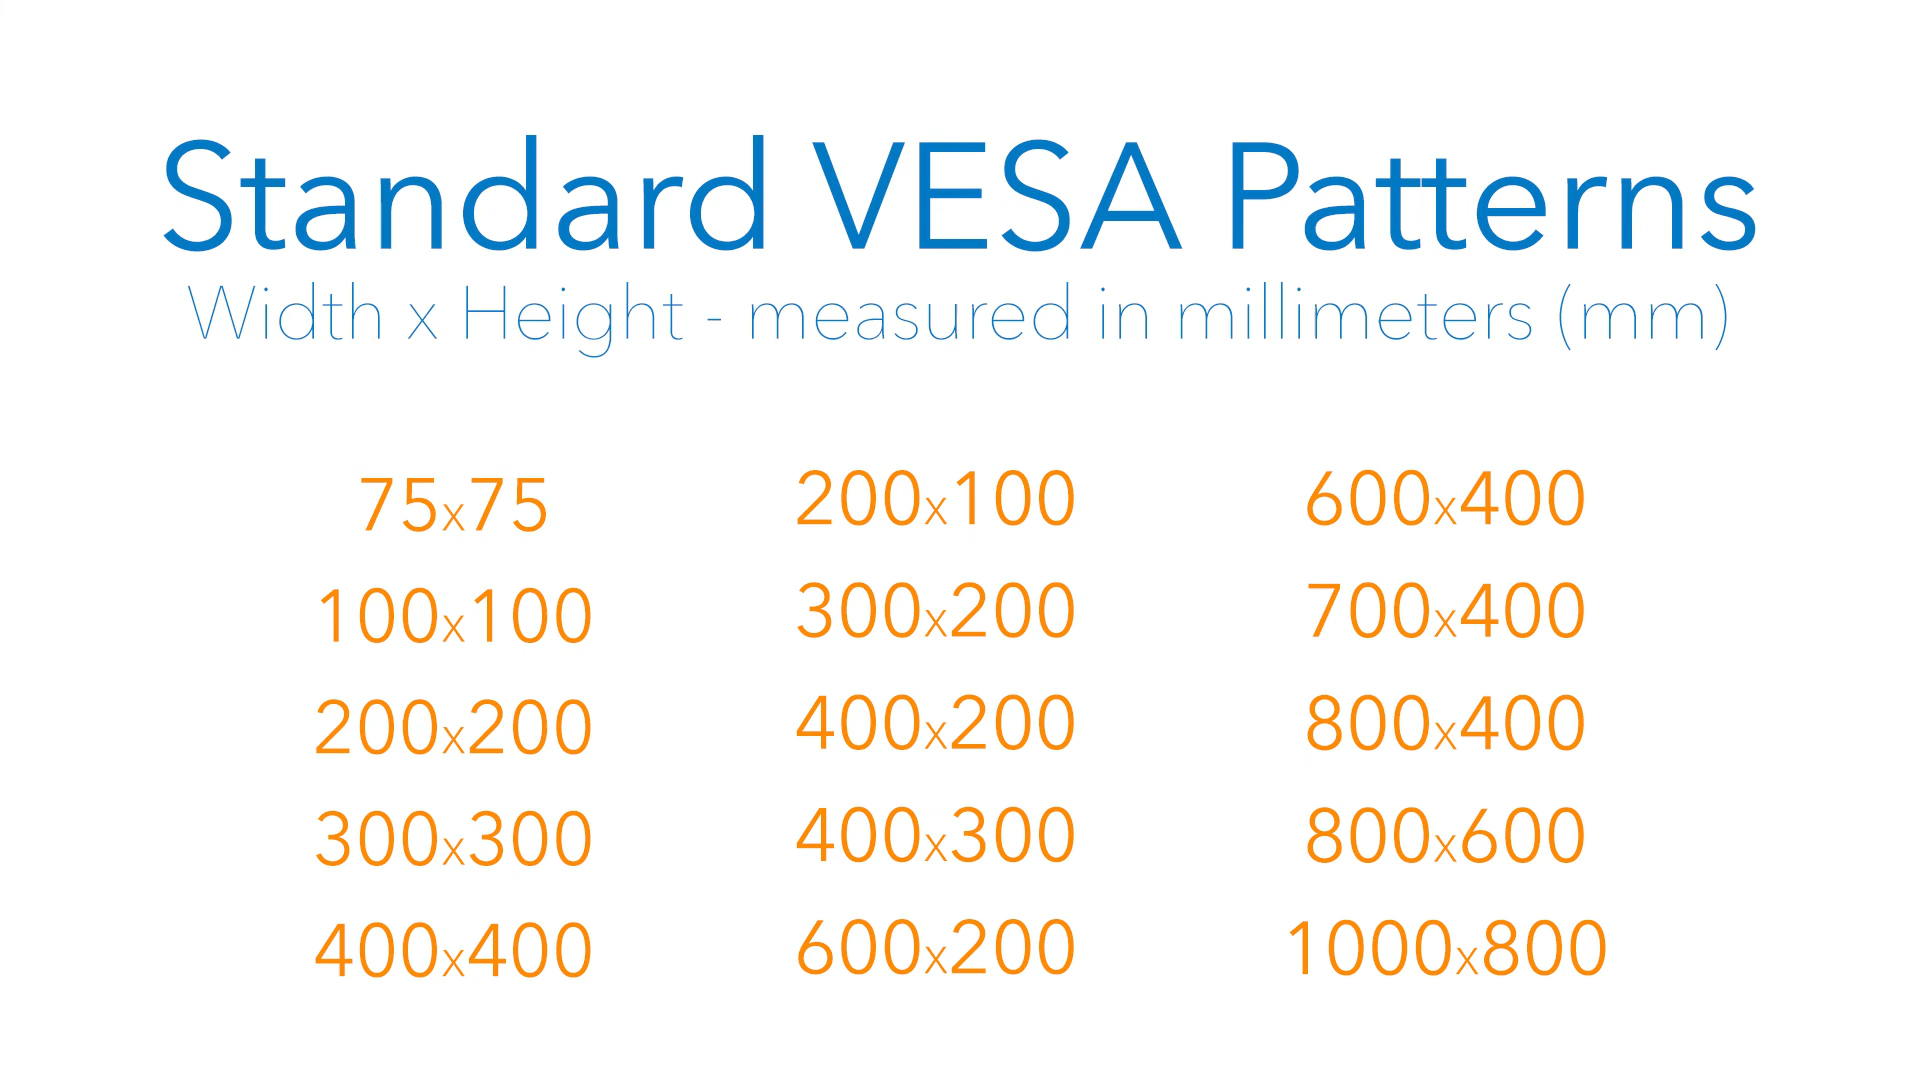 Standard VESA Patterns
Width x Height - measured in millimeters (mm)
75x75
100x100
200x200
300x300
400x400
200x100
300x200
400x200
400x300
600x200
600x400
700x400
800x400
800x600
1000x800